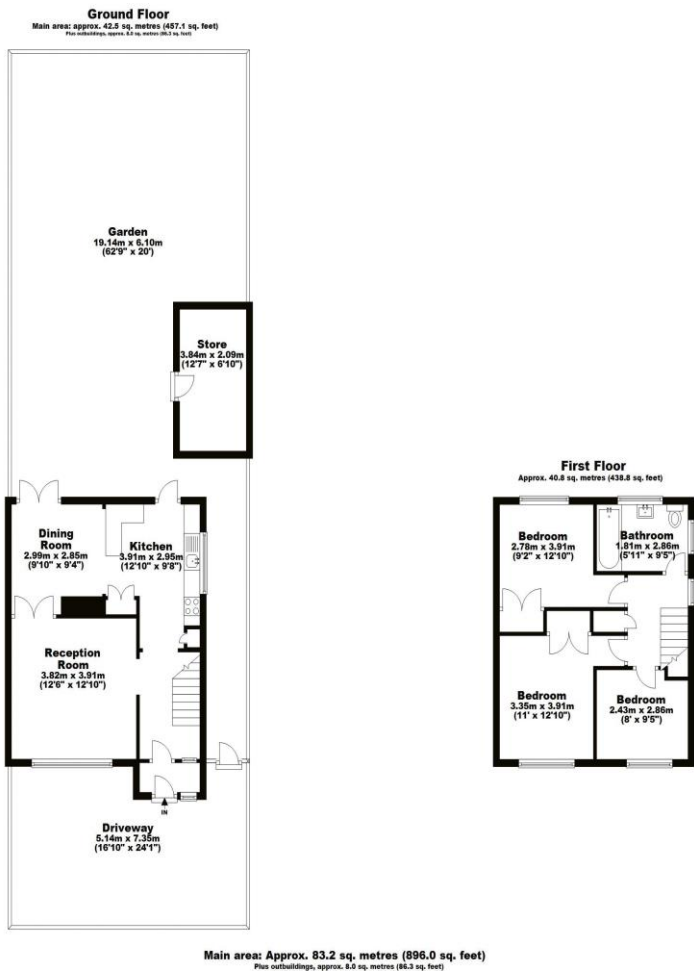 Ground Floor
Main area: approx. 42.5 sq. metres (457.1 sq. feet)
Plus outbuildings, approx. 8.0 sq. metres (86.3 sq. feet)
Garden
19.14m x 6.10m
(62'9" x 20')
Store
3.84m x 2.09m
(12'7" x 6'10")
Dining
Room
2.99m x 2.85m
(9'10" x 9'4")
Kitchen
3.91m x 2.95m
(12'10" x 9'8")
Reception
Room
3.82m x 3.91m
(12'6" x 12'10")
IN
Driveway
5.14m x 7.35m
(16'10" x 24'1")
First Floor
Approx. 40.8 sq. metres (438.8 sq. feet)
Bedroom
2.78m x 3.91m
(9'2" x 12'10")
Bathroom
1.81m x 2.86m
(5'11" x 9'5")
Bedroom
3.35m x 3.91m
(11' x 12'10")
Bedroom
2.43m x 2.86m
(8' x 9'5")
Main area: Approx. 83.2 sq. metres (896.0 sq. feet)
Plus outbuildings, approx. 8.0 sq. metres (86.3 sq. feet)